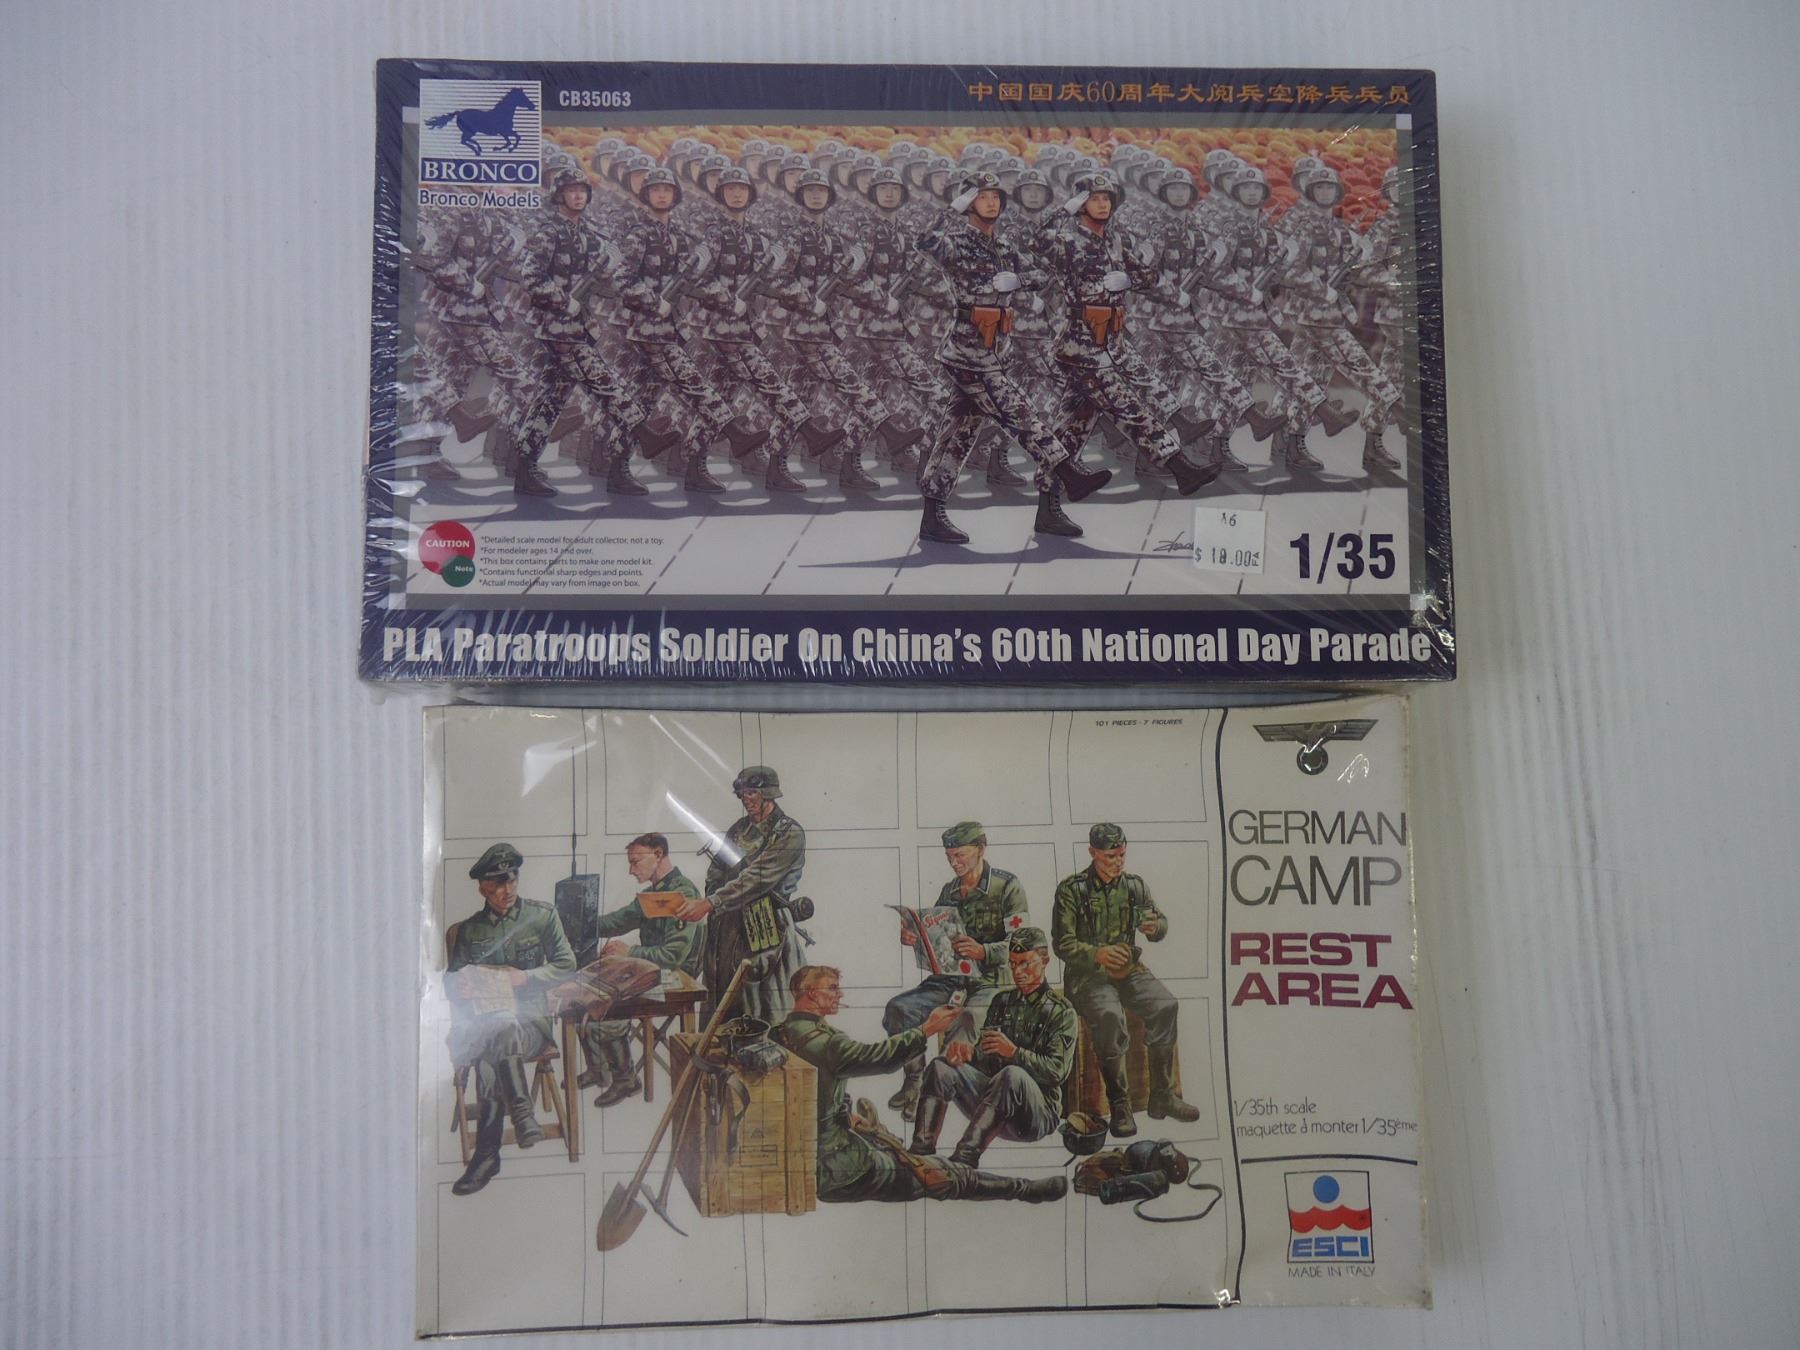 CB35063
中国国庆60周年大阅兵空降兵兵员
BRONCO
Bronco Models
CAUTION
Note
*Detailed scale model for adult collector, not a toy.
*For modeler ages 14 and over.
*This box contains parts to make one model kit.
*Contains functional sharp edges and points.
*Actual model may vary from image on box.
A6
1/35
PLA Paratroops Soldier On China's 60th National Day Parade
101 PIECES - 7 FIGURES
GERMAN
CAMP
REST
AREA
Signal
1/35th scale
maquette à monter 1/35ème
ESCI
MADE IN ITALY